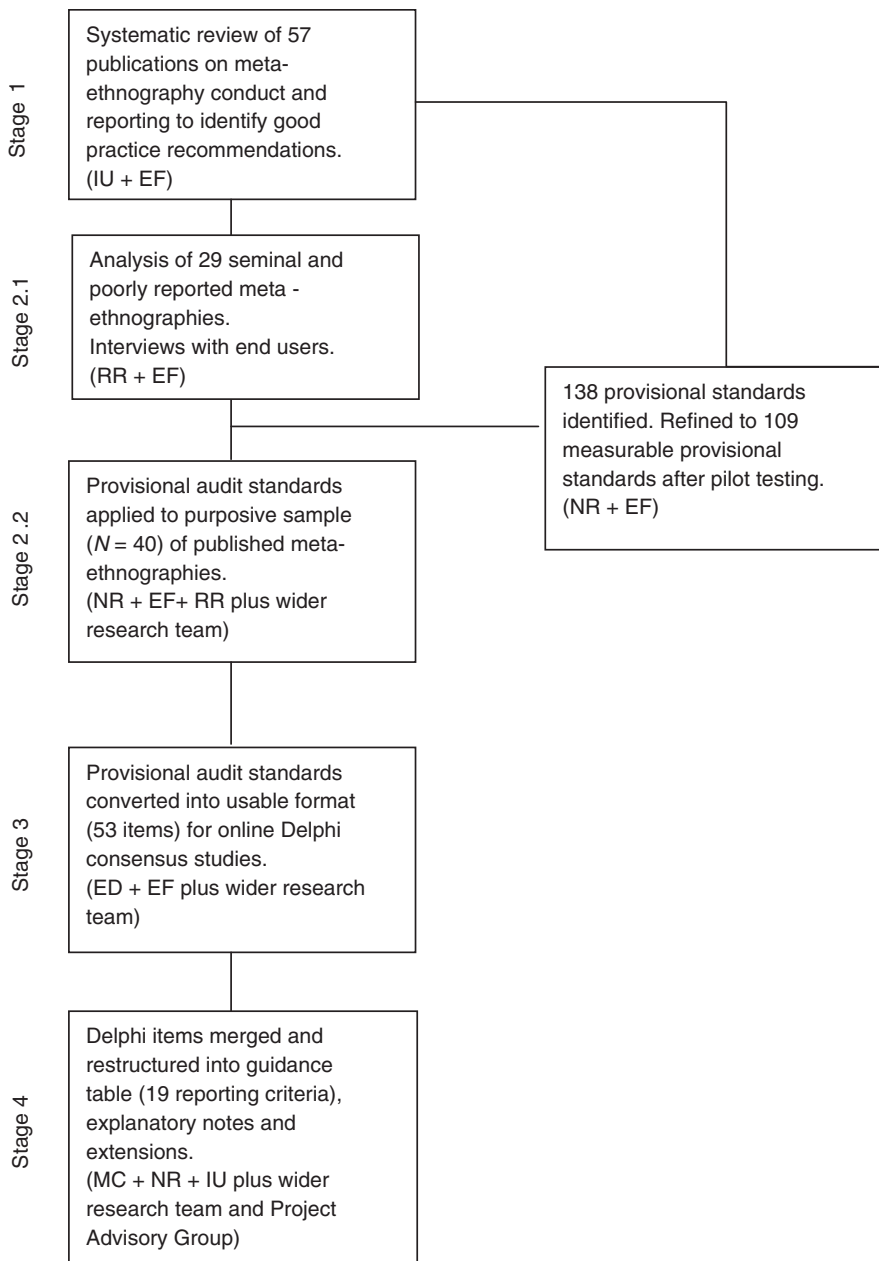 Stage 1
Systematic review of 57
publications on meta-
ethnography conduct and
reporting to identify good
practice recommendations.
(IU + EF)
Stage 2.1
Analysis of 29 seminal and
poorly reported meta -
ethnographies.
Interviews with end users.
(RR + EF)
138 provisional standards
identified. Refined to 109
measurable provisional
standards after pilot testing.
(NR + EF)
Stage 2.2
Provisional audit standards
applied to purposive sample
(N = 40) of published meta-
ethnographies.
(NR + EF+ RR plus wider
research team)
Stage 3
Provisional audit standards
converted into usable format
(53 items) for online Delphi
consensus studies.
(ED + EF plus wider research
team)
Stage 4
Delphi items merged and
restructured into guidance
table (19 reporting criteria),
explanatory notes and
extensions.
(MC + NR + IU plus wider
research team and Project
Advisory Group)